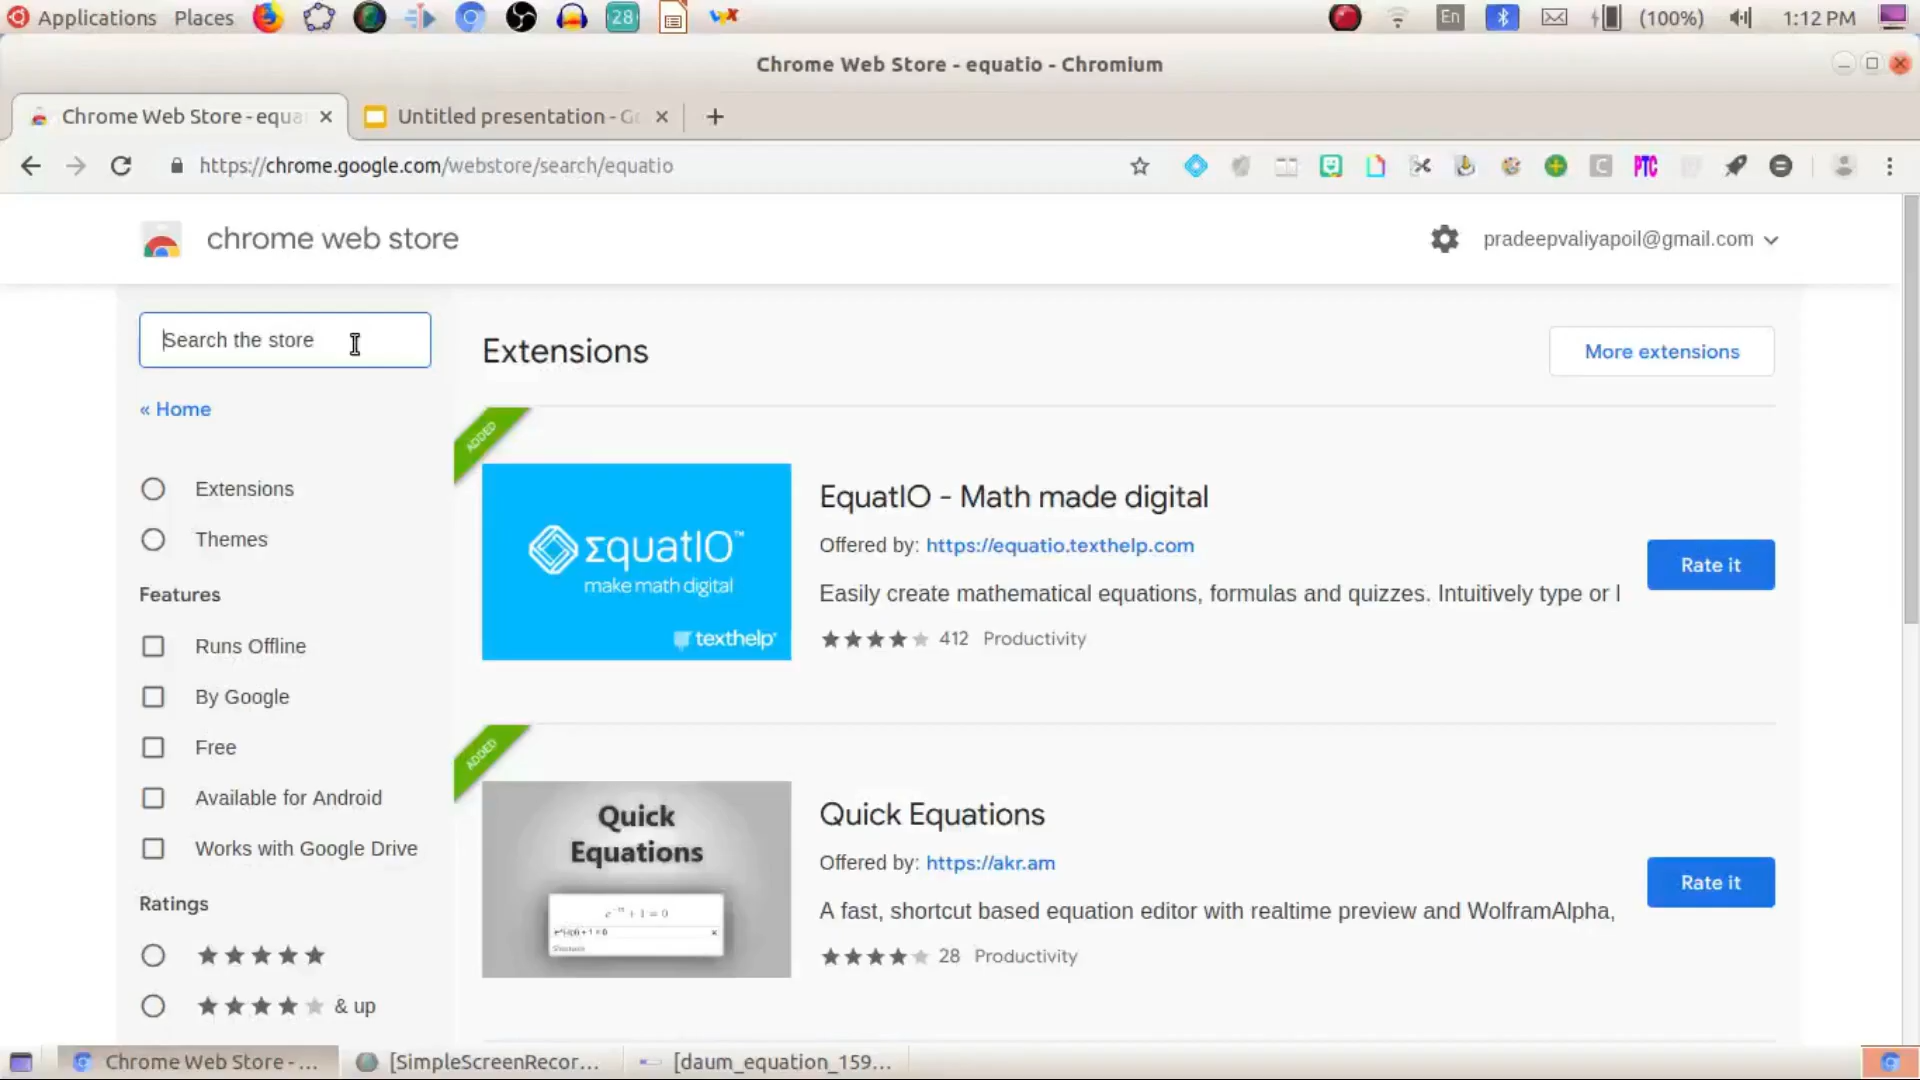 Applications Places 28 En (100%) 1:12 PM
Chrome Web Store - equatio - Chromium
Chrome Web Store - equa Untitled presentation - G
https://chrome.google.com/webstore/search/equatio PTC
chrome web store
pradeepvaliyapoil@gmail.com
Search the store
« Home
Extensions
Themes
Features
Runs Offline
By Google
Free
Available for Android
Works with Google Drive
Ratings
& up
Extensions
More extensions
ADDED
ΣquatIO™
make math digital
texthelp
EquatIO - Math made digital
Offered by: https://equatio.texthelp.com
Easily create mathematical equations, formulas and quizzes. Intuitively type or
412 Productivity
Rate it
ADDED
Quick
Equations
Quick Equations
Offered by: https://akr.am
A fast, shortcut based equation editor with realtime preview and WolframAlpha,
28 Productivity
Rate it
Chrome Web Store - ... [SimpleScreenRecor... [daum_equation_159...